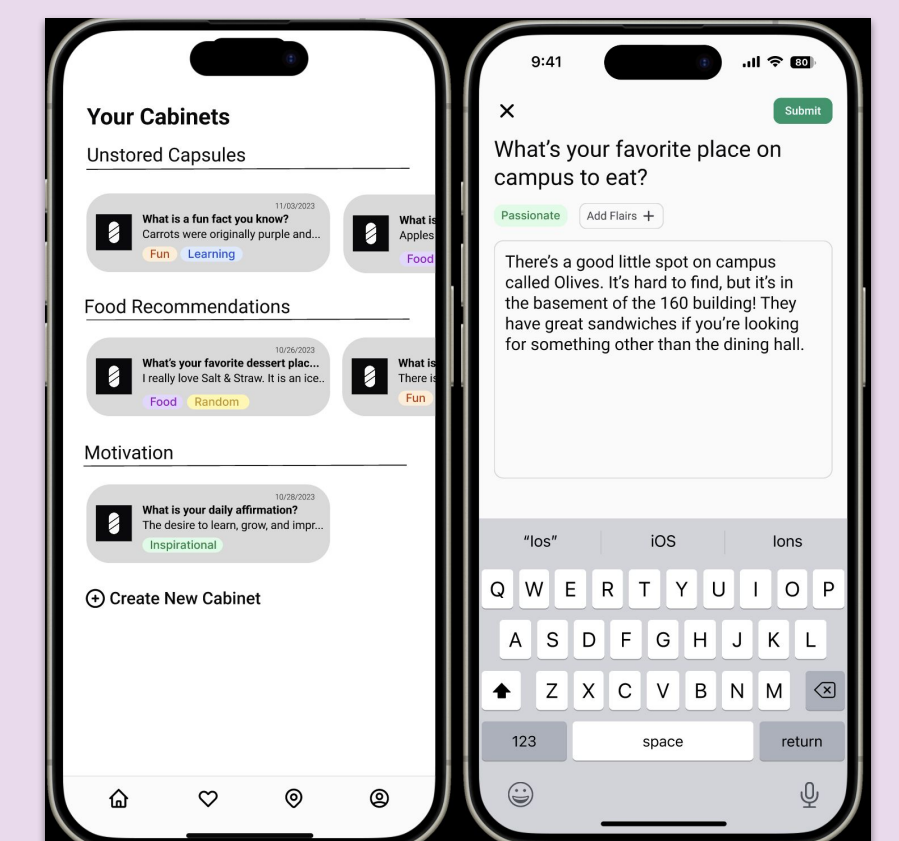 Your Cabinets
Unstored Capsules
11/03/2023
What is a fun fact you know?
Carrots were originally purple and...
Fun Learning
What is
Apples
Food
Food Recommendations
10/26/2023
What's your favorite dessert plac...
I really love Salt & Straw. It is an ice..
Food Random
What is
There is
Fun
Motivation
10/28/2023
What is your daily affirmation?
The desire to learn, grow, and impr...
Inspirational
Create New Cabinet
9:41
80
Submit
What's your favorite place on
campus to eat?
Passionate Add Flairs +
There's a good little spot on campus
called Olives. It's hard to find, but it's in
the basement of the 160 building! They
have great sandwiches if you're looking
for something other than the dining hall.
"Ios" iOS Ions
Q W E R T Y U I O P
A S D F G H J K L
Z X C V B N M
123 space return